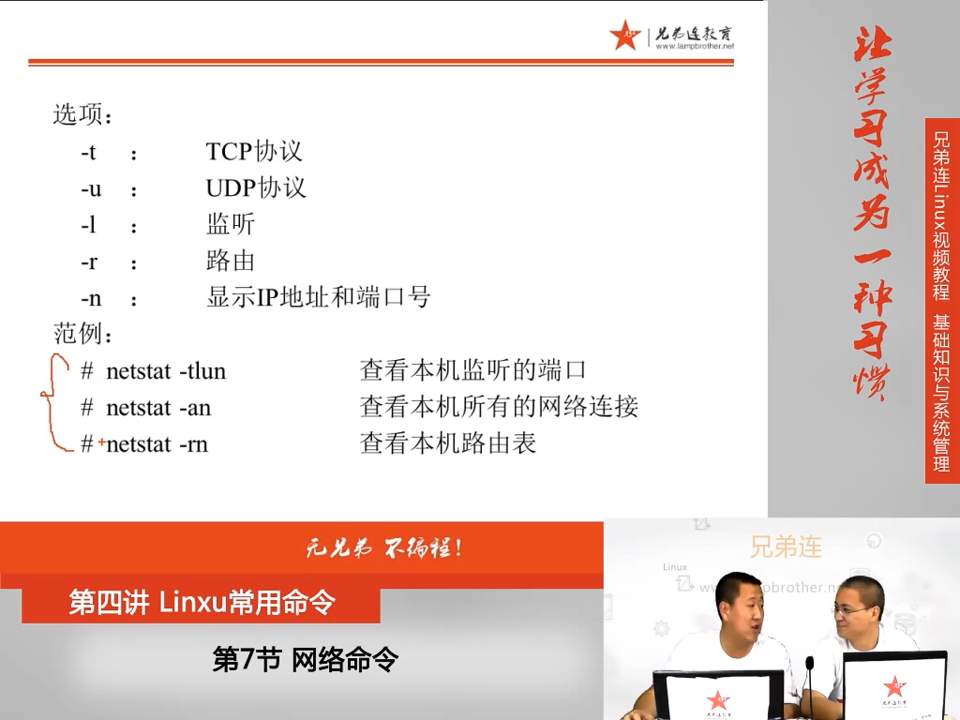 兄弟连教育
www.lampbrother.net
选项：
-t ： TCP协议
-u ： UDP协议
-l ： 监听
-r ： 路由
-n ： 显示IP地址和端口号
范例：
# netstat -tlun 查看本机监听的端口
# netstat -an 查看本机所有的网络连接
# netstat -rn 查看本机路由表
让学习成为一种习惯
兄弟连Linux视频教程 基础知识与系统管理
无兄弟 不编程！
第四讲 Linxu常用命令
第7节 网络命令
兄弟连
Linux